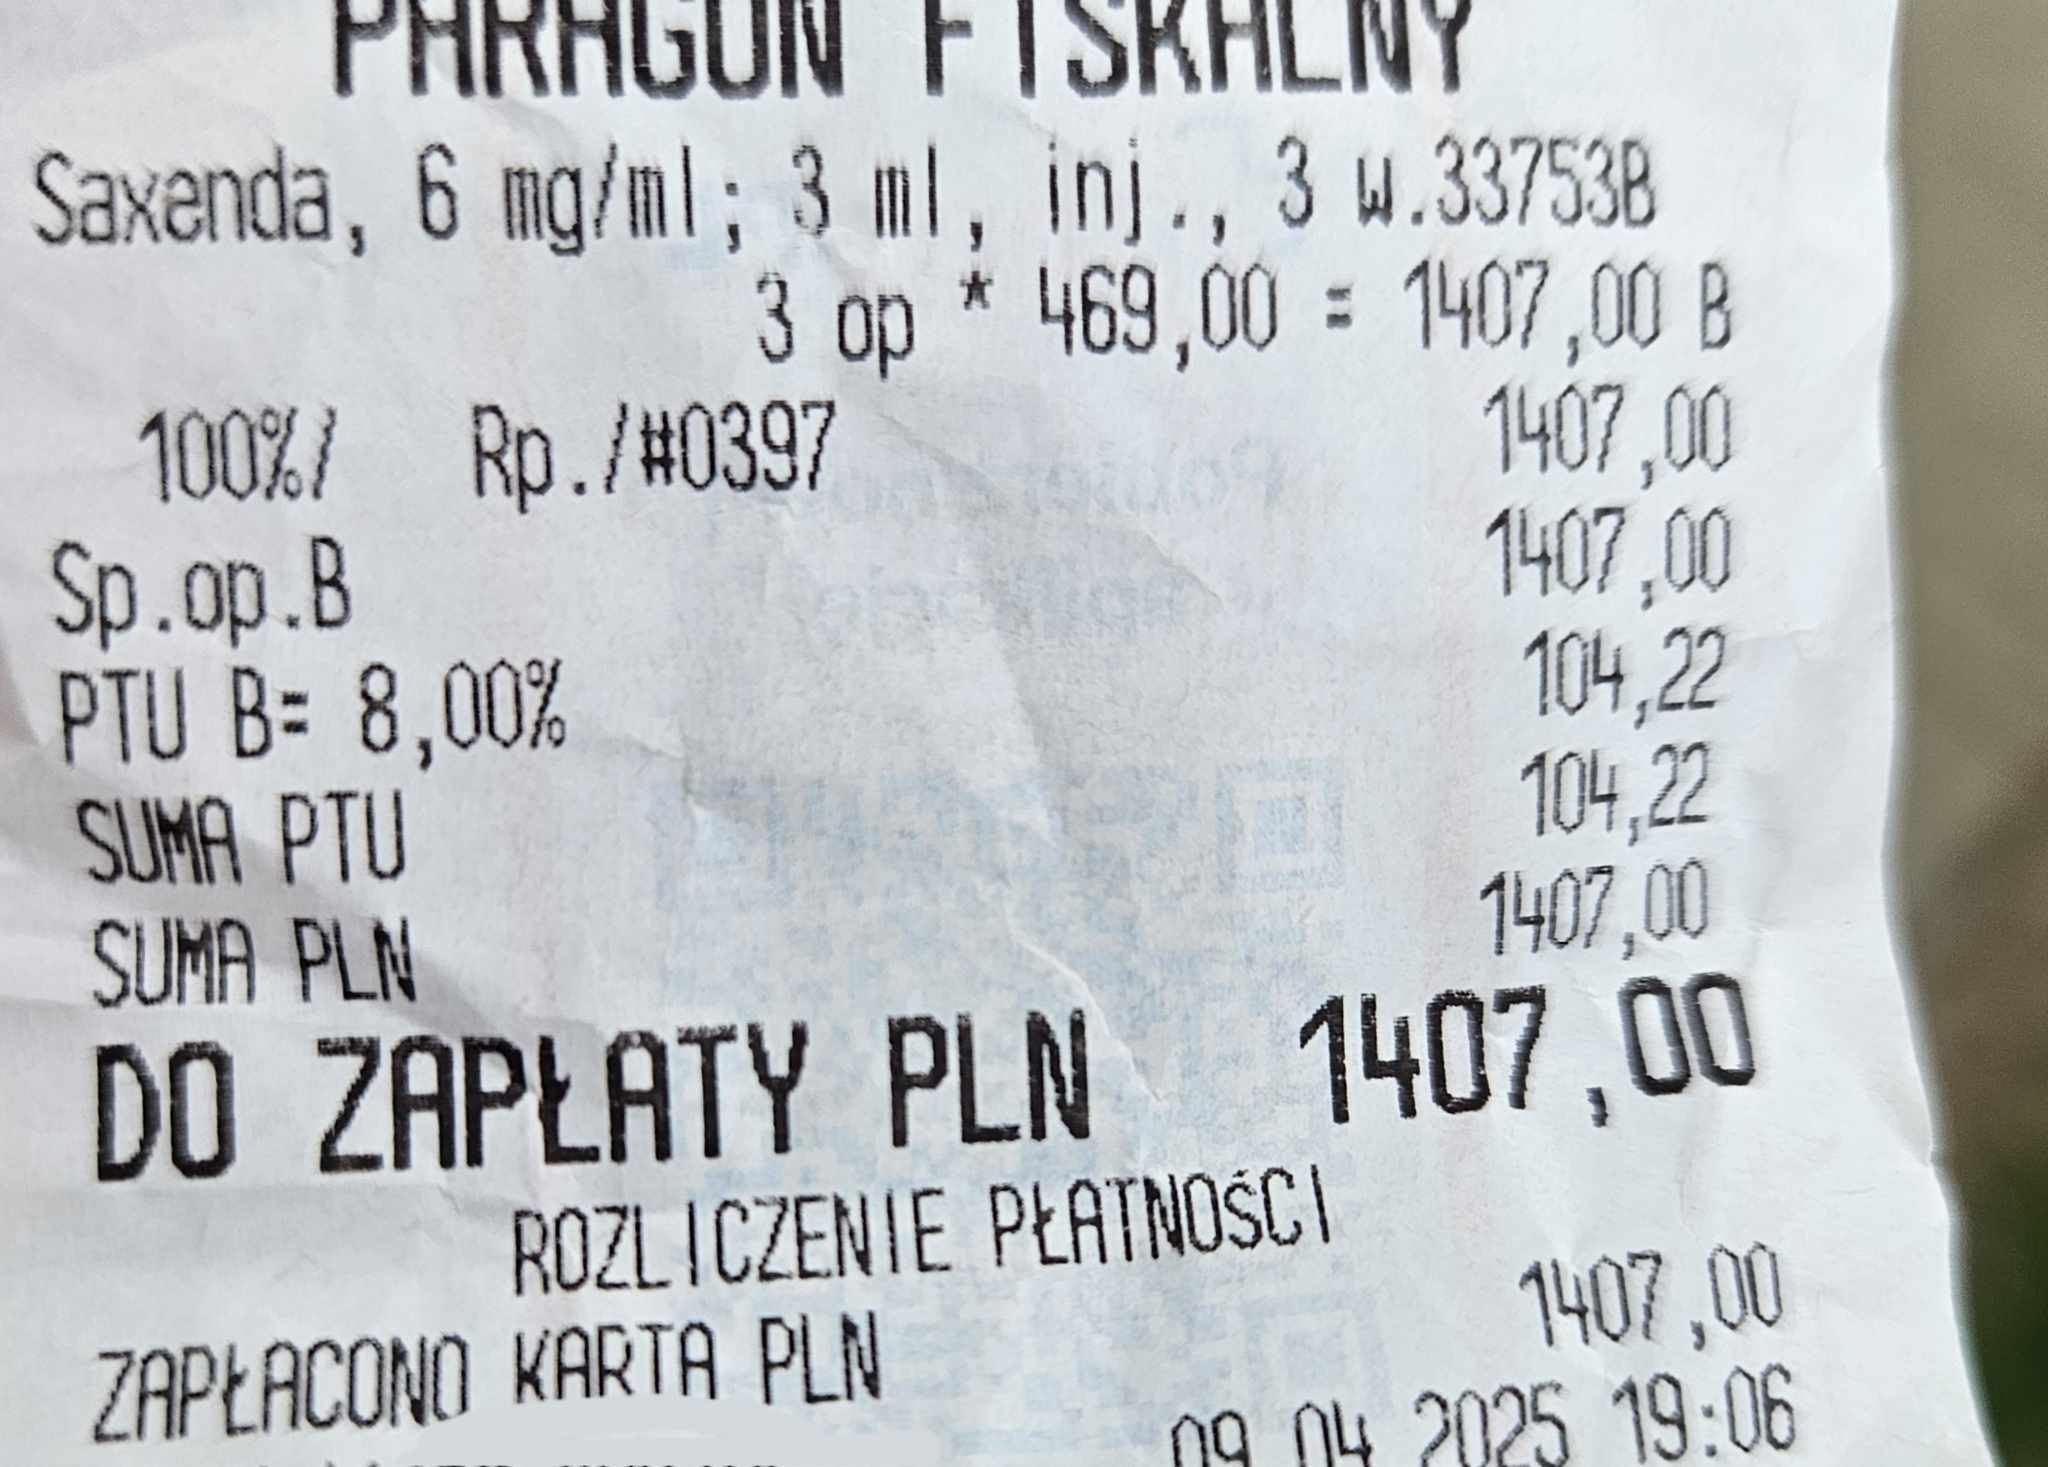 PARAGON FISKALNY
Saxenda, 6 mg/ml; 3 ml, inj., 3 w.33753B
3 op * 469,00 = 1407,00 B
1407,00
100%/ Rp./#0397
Sp.op.B 1407,00
PTU B= 8,00% 104,22
SUMA PTU 104,22
SUMA PLN 1407,00
DO ZAPŁATY PLN 1407,00
ROZLICZENIE PŁATNOŚCI
ZAPŁACONO KARTA PLN 1407,00
09.04.2025 19:06